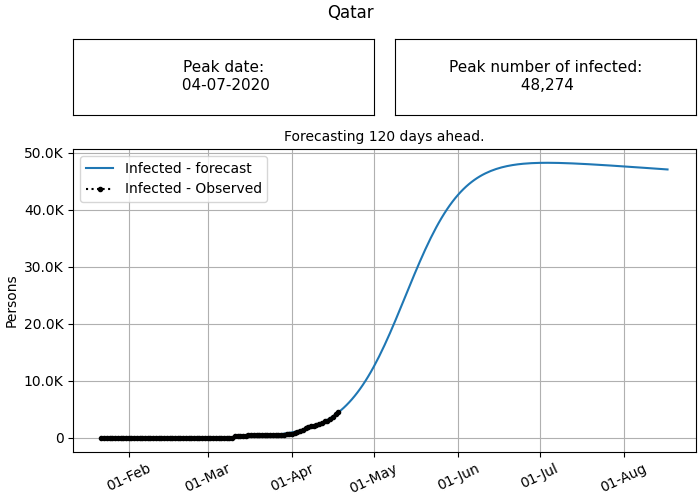 Qatar
Peak date:
04-07-2020
Peak number of infected:
48,274
Forecasting 120 days ahead.
Infected - forecast
Infected - Observed
50.0K
40.0K
30.0K
20.0K
10.0K
0
Persons
01-Feb
01-Mar
01-Apr
01-May
01-Jun
01-Jul
01-Aug